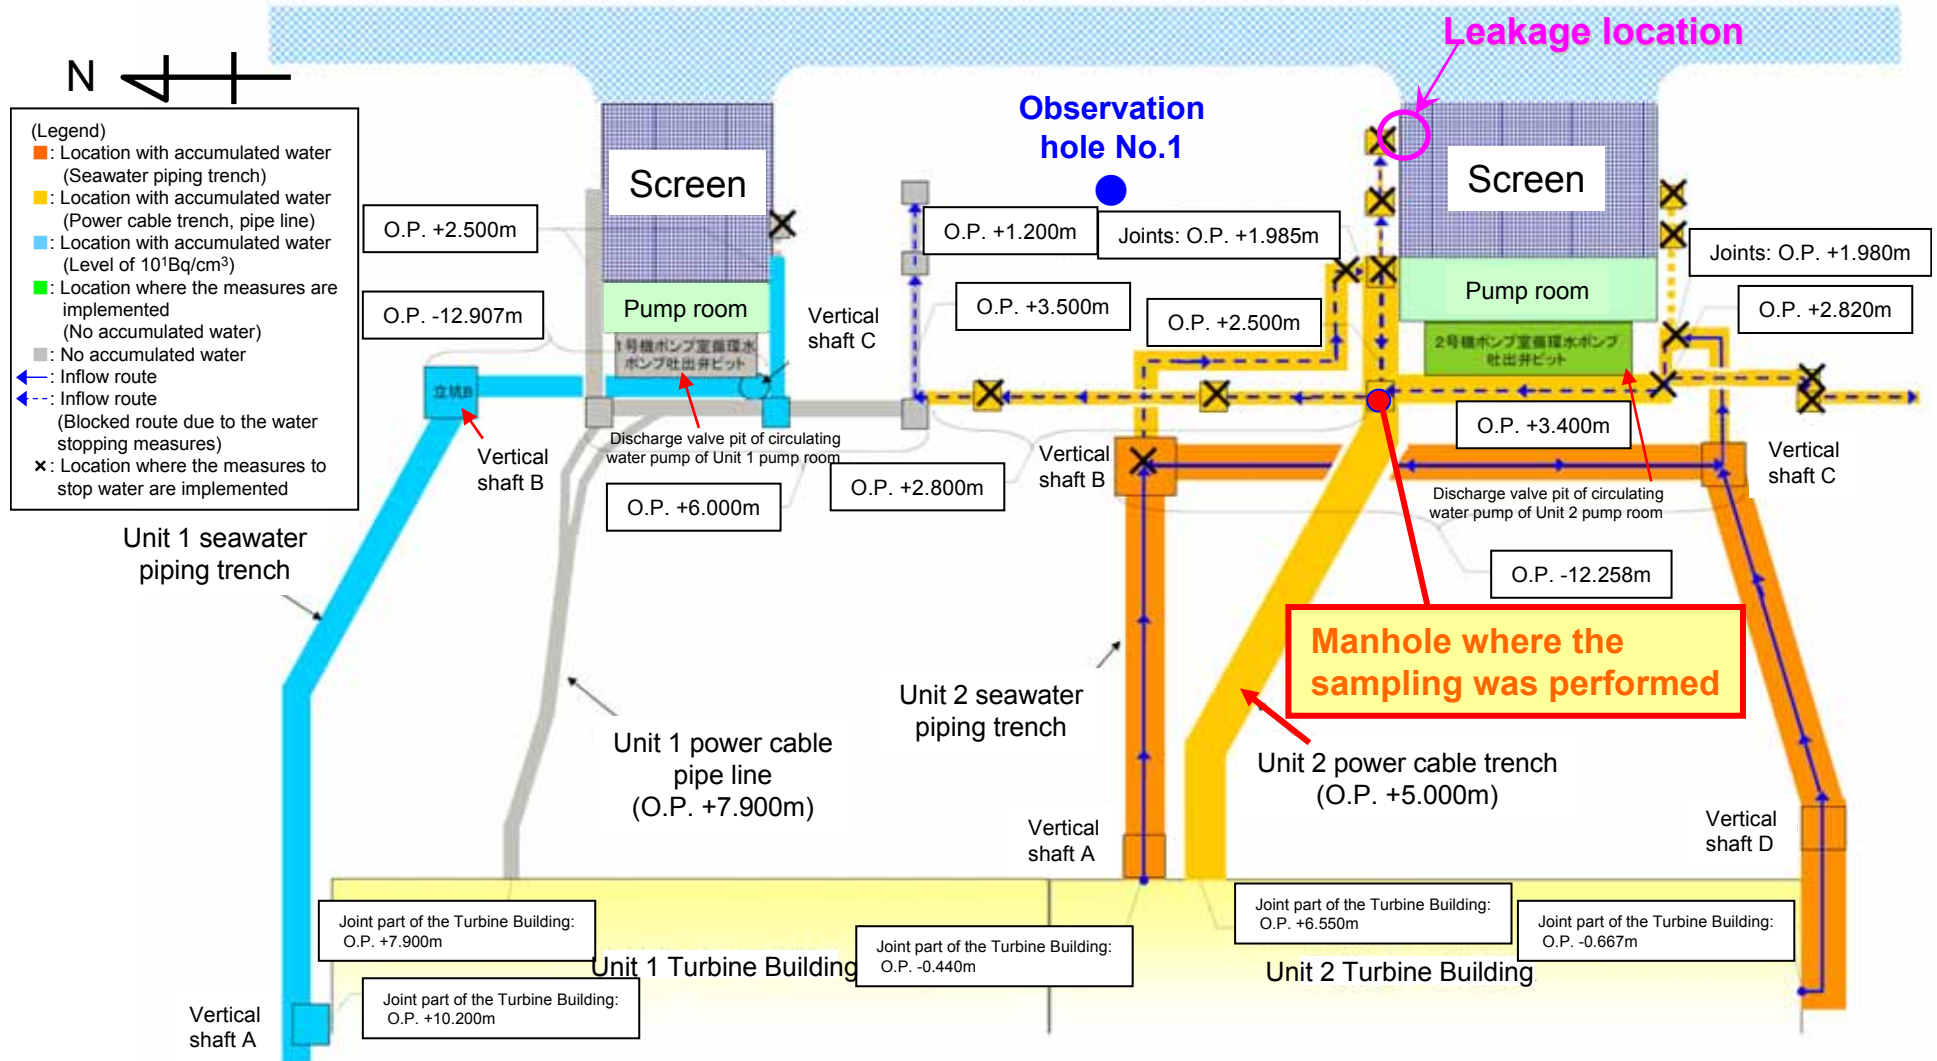 Leakage location
N
Observation
hole No.1
(Legend)
: Location with accumulated water
(Seawater piping trench)
: Location with accumulated water
(Power cable trench, pipe line)
: Location with accumulated water
(Level of 10¹Bq/cm³)
: Location where the measures are
implemented
(No accumulated water)
: No accumulated water
: Inflow route
: Inflow route
(Blocked route due to the water
stopping measures)
×: Location where the measures to
stop water are implemented
Screen
Screen
O.P. +2.500m
O.P. +1.200m
Joints: O.P. +1.985m
Joints: O.P. +1.980m
O.P. -12.907m
Pump room
Vertical
shaft C
O.P. +3.500m
O.P. +2.500m
Pump room
O.P. +2.820m
1号機ポンプ室循環水
ポンプ吐出弁ピット
2号機ポンプ室循環水ポンプ
吐出弁ピット
立坑B
Vertical
shaft B
Discharge valve pit of circulating
water pump of Unit 1 pump room
O.P. +6.000m
O.P. +2.800m
Vertical
shaft B
O.P. +3.400m
Vertical
shaft C
Discharge valve pit of circulating
water pump of Unit 2 pump room
O.P. -12.258m
Unit 1 seawater
piping trench
Manhole where the
sampling was performed
Unit 2 seawater
piping trench
Unit 1 power cable
pipe line
(O.P. +7.900m)
Unit 2 power cable trench
(O.P. +5.000m)
Vertical
shaft A
Vertical
shaft D
Joint part of the Turbine Building:
O.P. +7.900m
Joint part of the Turbine Building:
O.P. -0.440m
Joint part of the Turbine Building:
O.P. +6.550m
Joint part of the Turbine Building:
O.P. -0.667m
Unit 1 Turbine Building
Unit 2 Turbine Building
Vertical
shaft A
Joint part of the Turbine Building:
O.P. +10.200m